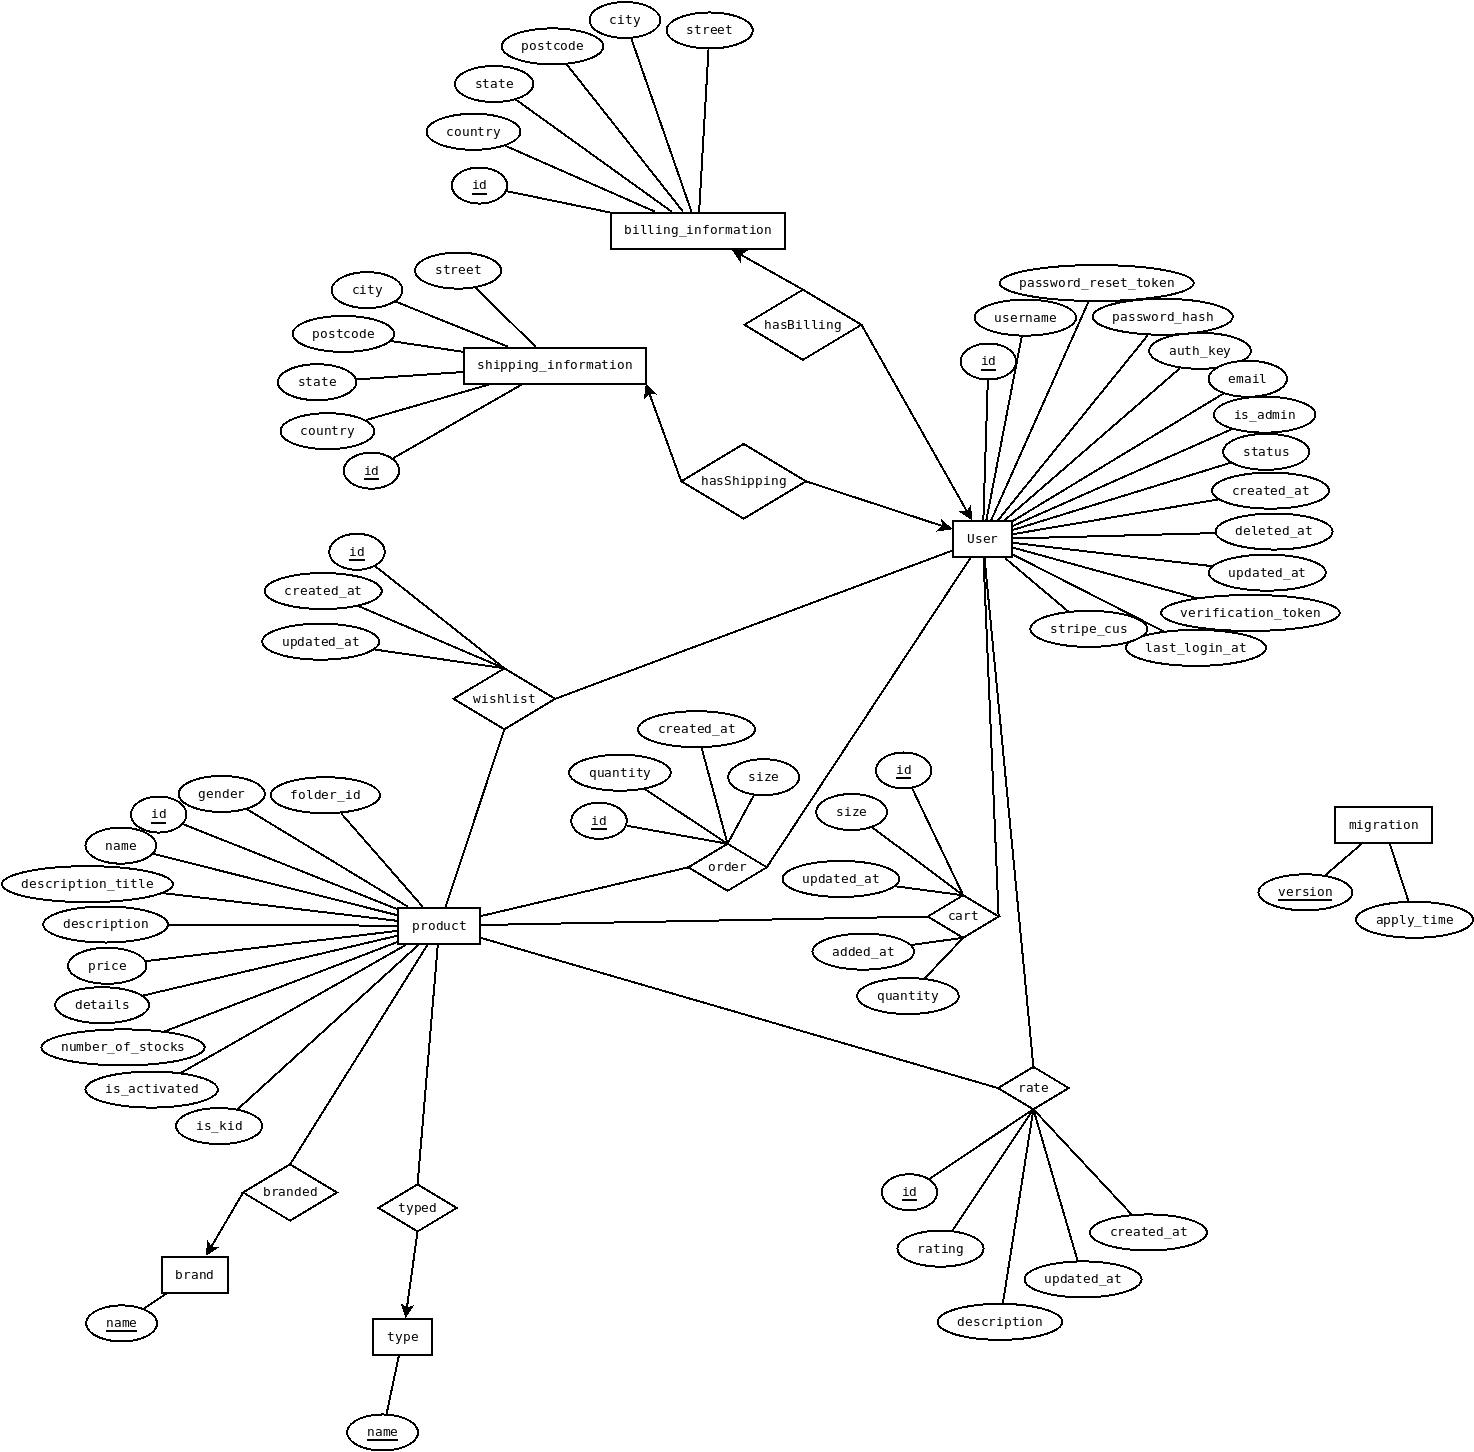 city
street
postcode
state
country
id
billing_information
street
city
postcode
state
country
id
shipping_information
hasBilling
hasShipping
password_reset_token
username
password_hash
auth_key
id
email
is_admin
status
created_at
deleted_at
updated_at
verification_token
stripe_cus
last_login_at
User
id
created_at
updated_at
wishlist
created_at
quantity
size
id
order
id
size
updated_at
cart
added_at
quantity
gender
folder_id
id
name
description_title
description
price
details
number_of_stocks
is_activated
is_kid
product
migration
version
apply_time
rate
id
rating
description
updated_at
created_at
branded
typed
brand
name
type
name